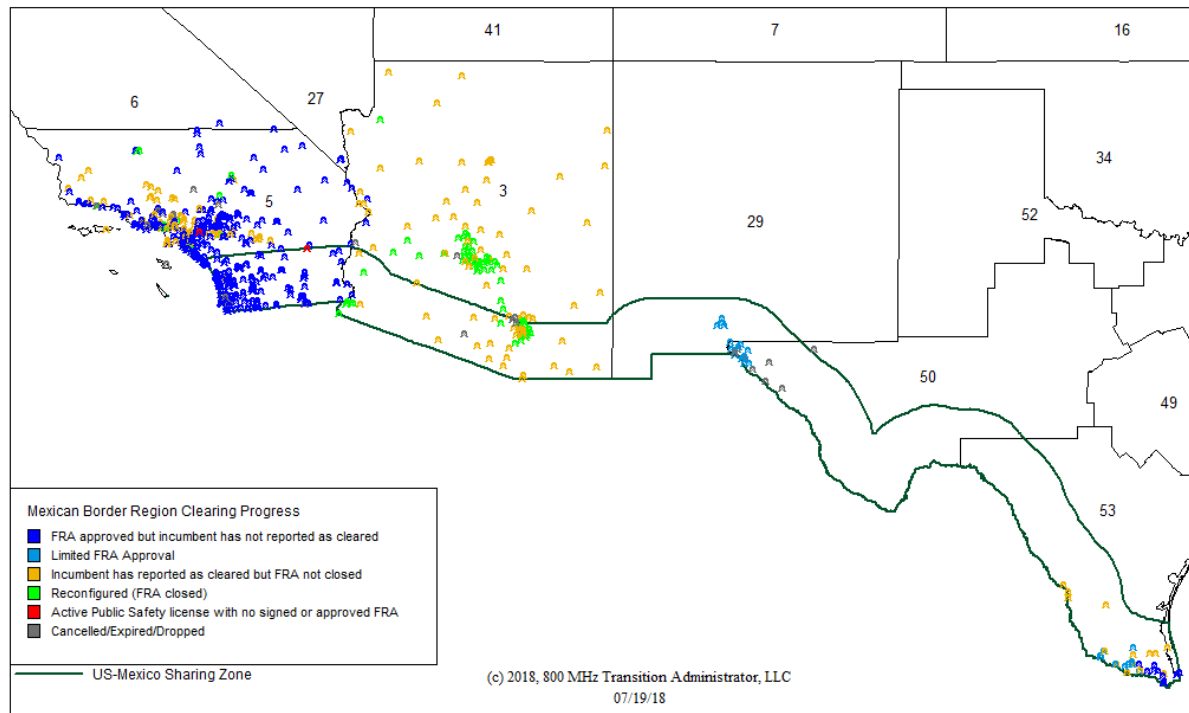 41
7
16
6
27
34
3
5
29
52
50
49
53
Mexican Border Region Clearing Progress
FRA approved but incumbent has not reported as cleared
Limited FRA Approval
Incumbent has reported as cleared but FRA not closed
Reconfigured (FRA closed)
Active Public Safety license with no signed or approved FRA
Cancelled/Expired/Dropped
US-Mexico Sharing Zone
(c) 2018, 800 MHz Transition Administrator, LLC
07/19/18